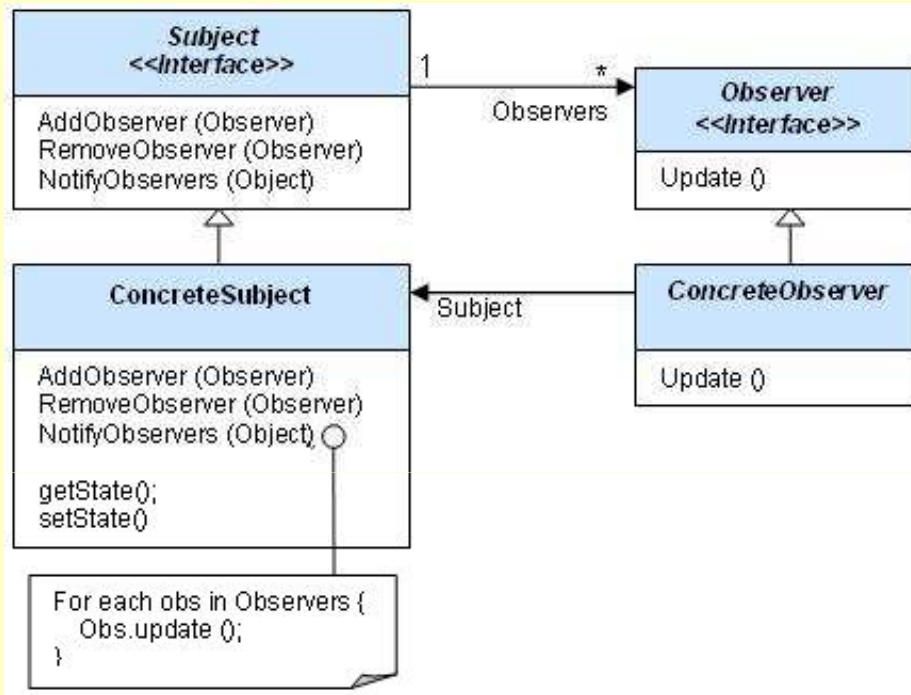 Subject
<<Interface>>
AddObserver (Observer)
RemoveObserver (Observer)
NotifyObservers (Object)
1
*
Observers
Observer
<<Interface>>
Update ()
ConcreteSubject
AddObserver (Observer)
RemoveObserver (Observer)
NotifyObservers (Object)
getState();
setState()
Subject
ConcreteObserver
Update ()
For each obs in Observers {
Obs.update ();
}